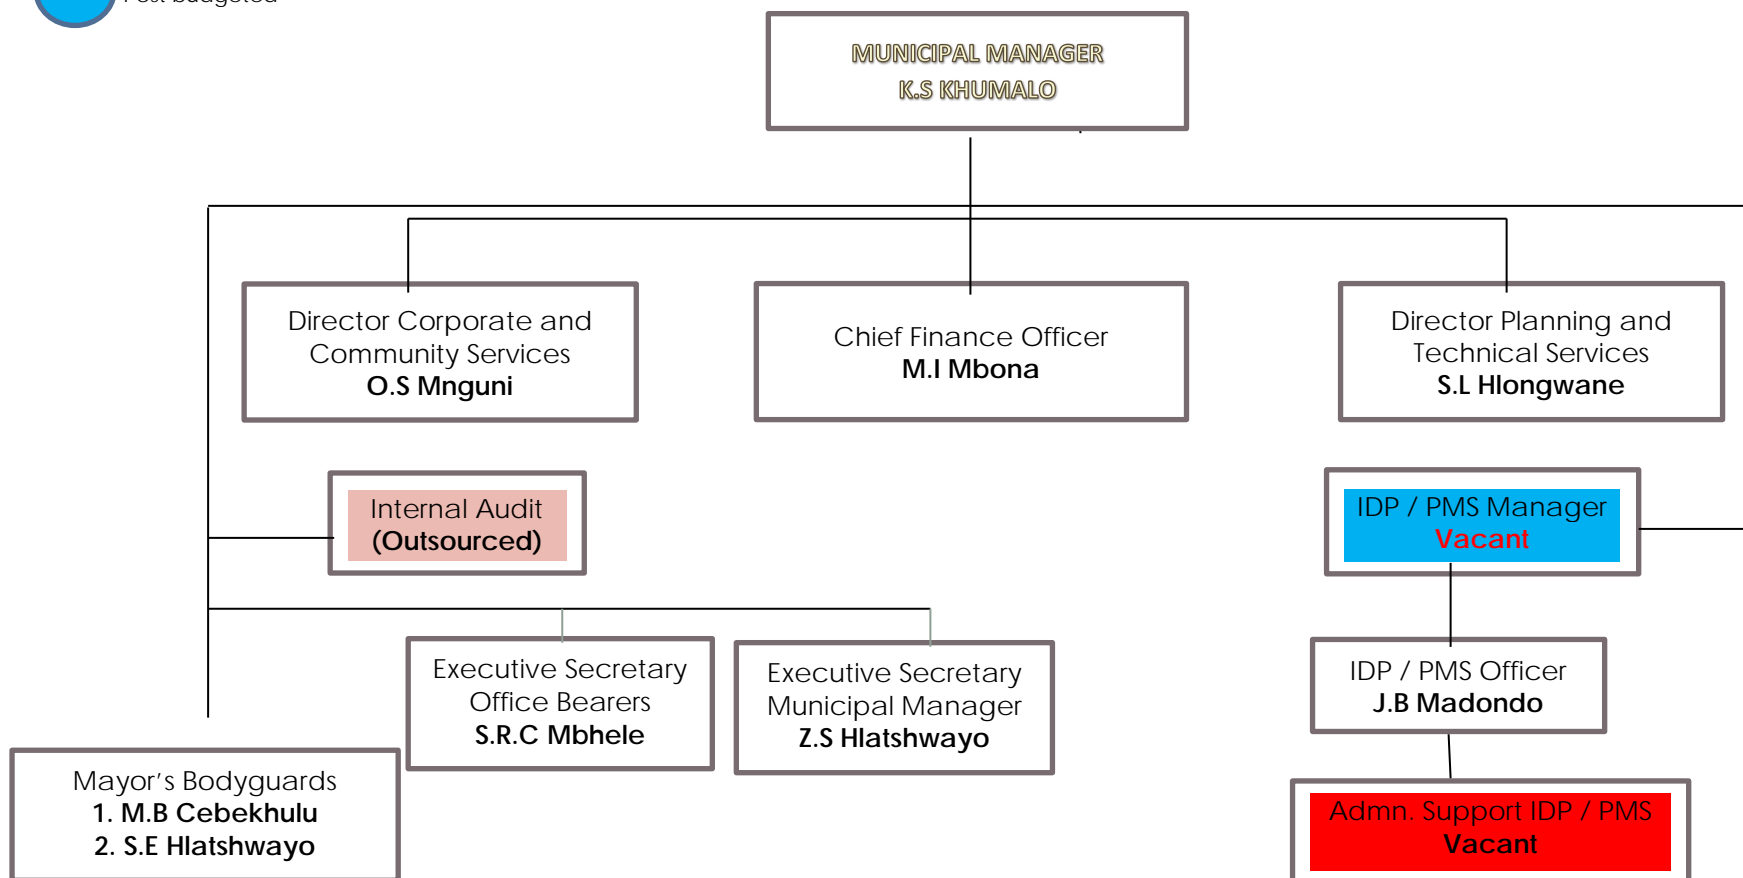 Post budgeted
MUNICIPAL MANAGER
K.S KHUMALO
Director Corporate and
Community Services
O.S Mnguni
Chief Finance Officer
M.I Mbona
Director Planning and
Technical Services
S.L Hlongwane
Internal Audit
(Outsourced)
IDP / PMS Manager
Vacant
Executive Secretary
Office Bearers
S.R.C Mbhele
Executive Secretary
Municipal Manager
Z.S Hlatshwayo
IDP / PMS Officer
J.B Madondo
Mayor's Bodyguards
1. M.B Cebekhulu
2. S.E Hlatshwayo
Admn. Support IDP / PMS
Vacant